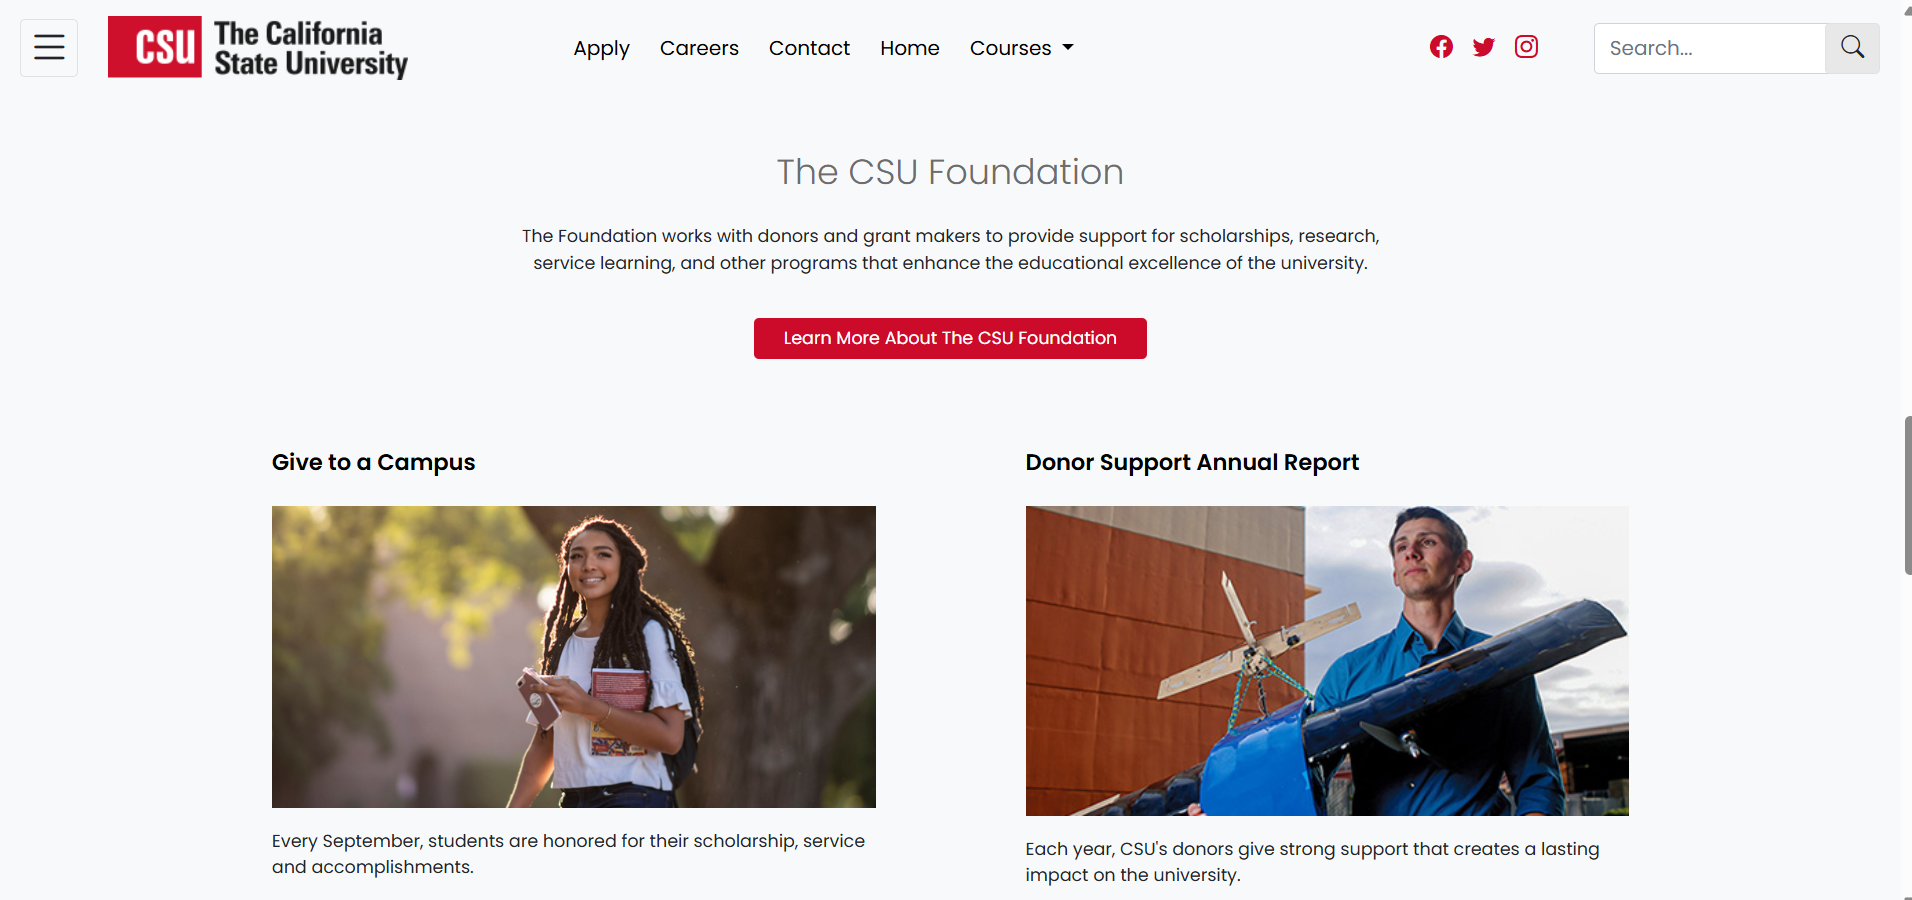 CSU The California
State University
Apply Careers Contact Home Courses
Search...
The CSU Foundation
The Foundation works with donors and grant makers to provide support for scholarships, research,
service learning, and other programs that enhance the educational excellence of the university.
Learn More About The CSU Foundation
Give to a Campus
Every September, students are honored for their scholarship, service
and accomplishments.
Donor Support Annual Report
Each year, CSU's donors give strong support that creates a lasting
impact on the university.